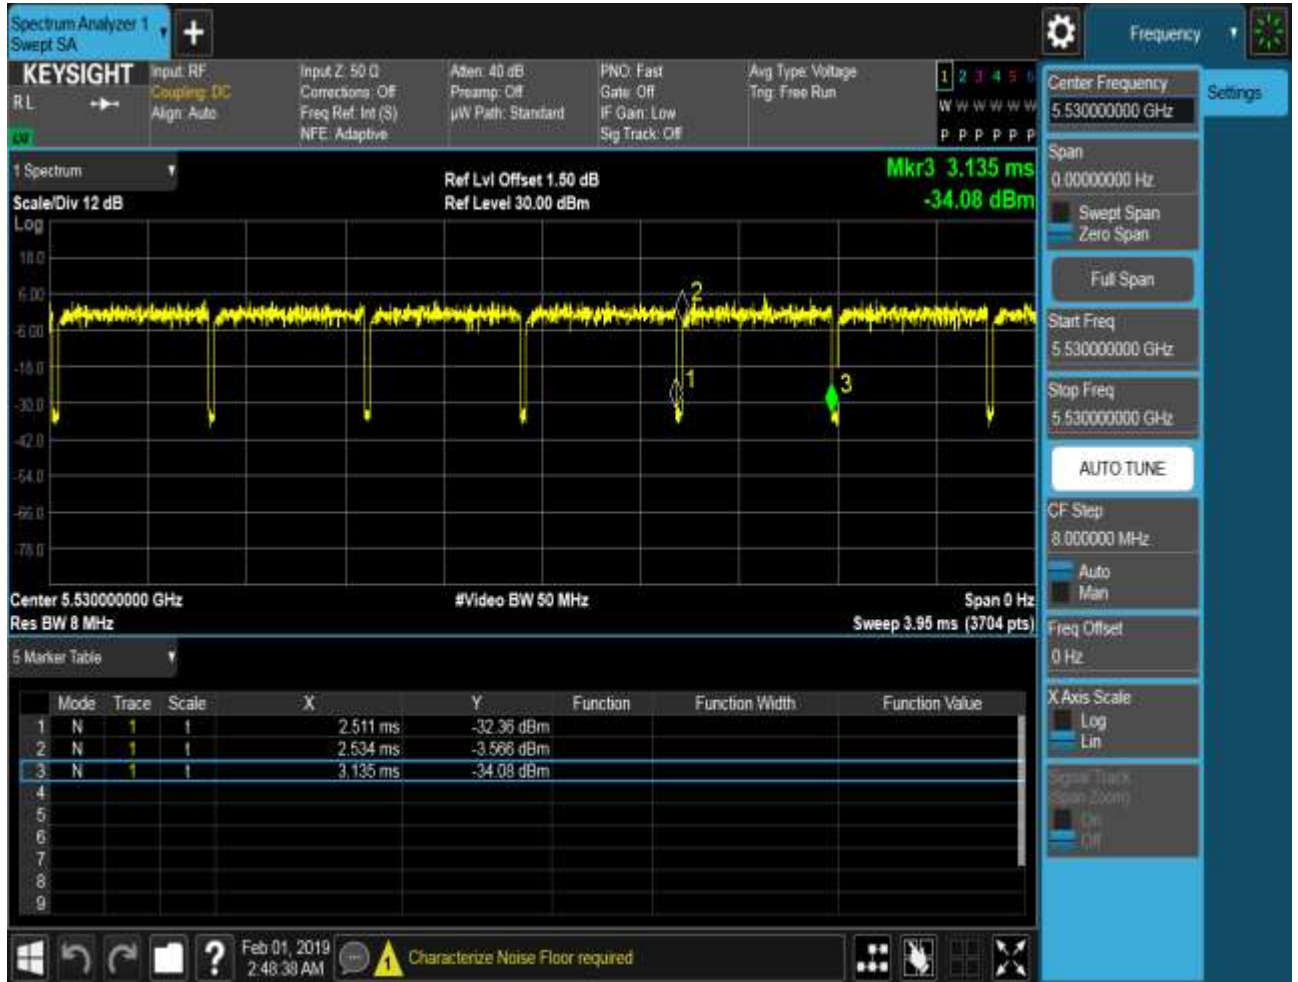 Spectrum Analyzer 1
Swept SA
+
Frequency
KEYSIGHT
R L
Input: RF
Coupling: DC
Align: Auto
Input Z: 50 Ω
Corrections: Off
Freq Ref: Int (S)
NFE: Adaptive
Atten: 40 dB
Preamp: Off
µW Path: Standard
PNO: Fast
Gate: Off
IF Gain: Low
Sig Track: Off
Avg Type: Voltage
Trig: Free Run
1 2 3 4 5 6
W W W W W W
P P P P P P
1 Spectrum
Scale/Div 12 dB
Log
Ref Lvl Offset 1.50 dB
Ref Level 30.00 dBm
Mkr3 3.135 ms
-34.08 dBm
18.0
6.00
-6.00
-18.0
-30.0
-42.0
-54.0
-66.0
-78.0
2
1
3
Center 5.530000000 GHz
#Video BW 50 MHz
Span 0 Hz
Res BW 8 MHz
Sweep 3.95 ms (3704 pts)
5 Marker Table
Mode Trace Scale X Y Function Function Width Function Value
1 N 1 t 2.511 ms -32.36 dBm
2 N 1 t 2.534 ms -3.566 dBm
3 N 1 t 3.135 ms -34.08 dBm
4
5
6
7
8
9
Center Frequency
5.530000000 GHz
Settings
Span
0.00000000 Hz
Swept Span
Zero Span
Full Span
Start Freq
5.530000000 GHz
Stop Freq
5.530000000 GHz
AUTO TUNE
CF Step
8.000000 MHz
Auto
Man
Freq Offset
0 Hz
X Axis Scale
Log
Lin
Signal Track
(Span Zoom)
On
Off
?
Feb 01, 2019
2:48:38 AM
1
Characterize Noise Floor required